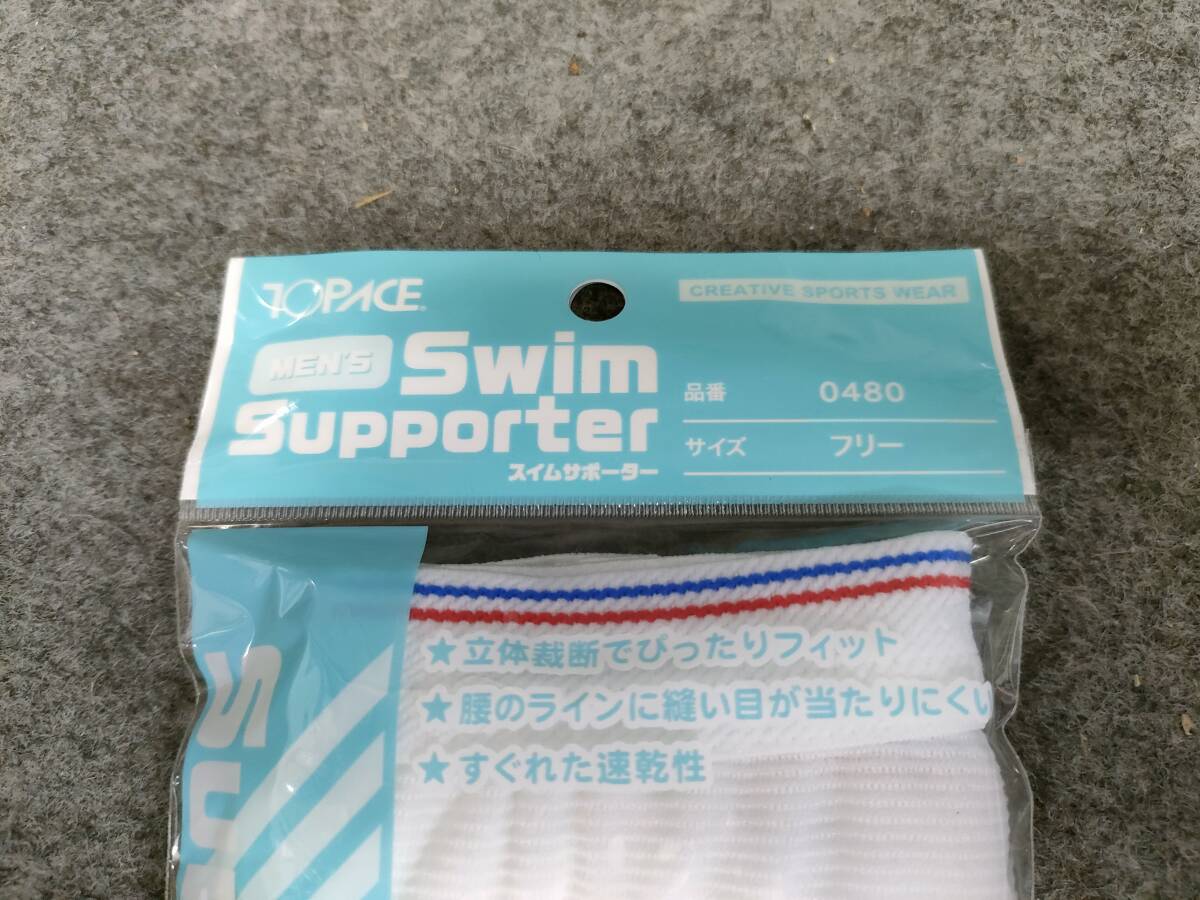 TOPACE
CREATIVE SPORTS WEAR
MEN'S Swim
Supporter
スイムサポーター
品番 0480
サイズ フリー
★立体裁断でぴったりフィット
★腰のラインに縫い目が当たりにくい
★すぐれた速乾性